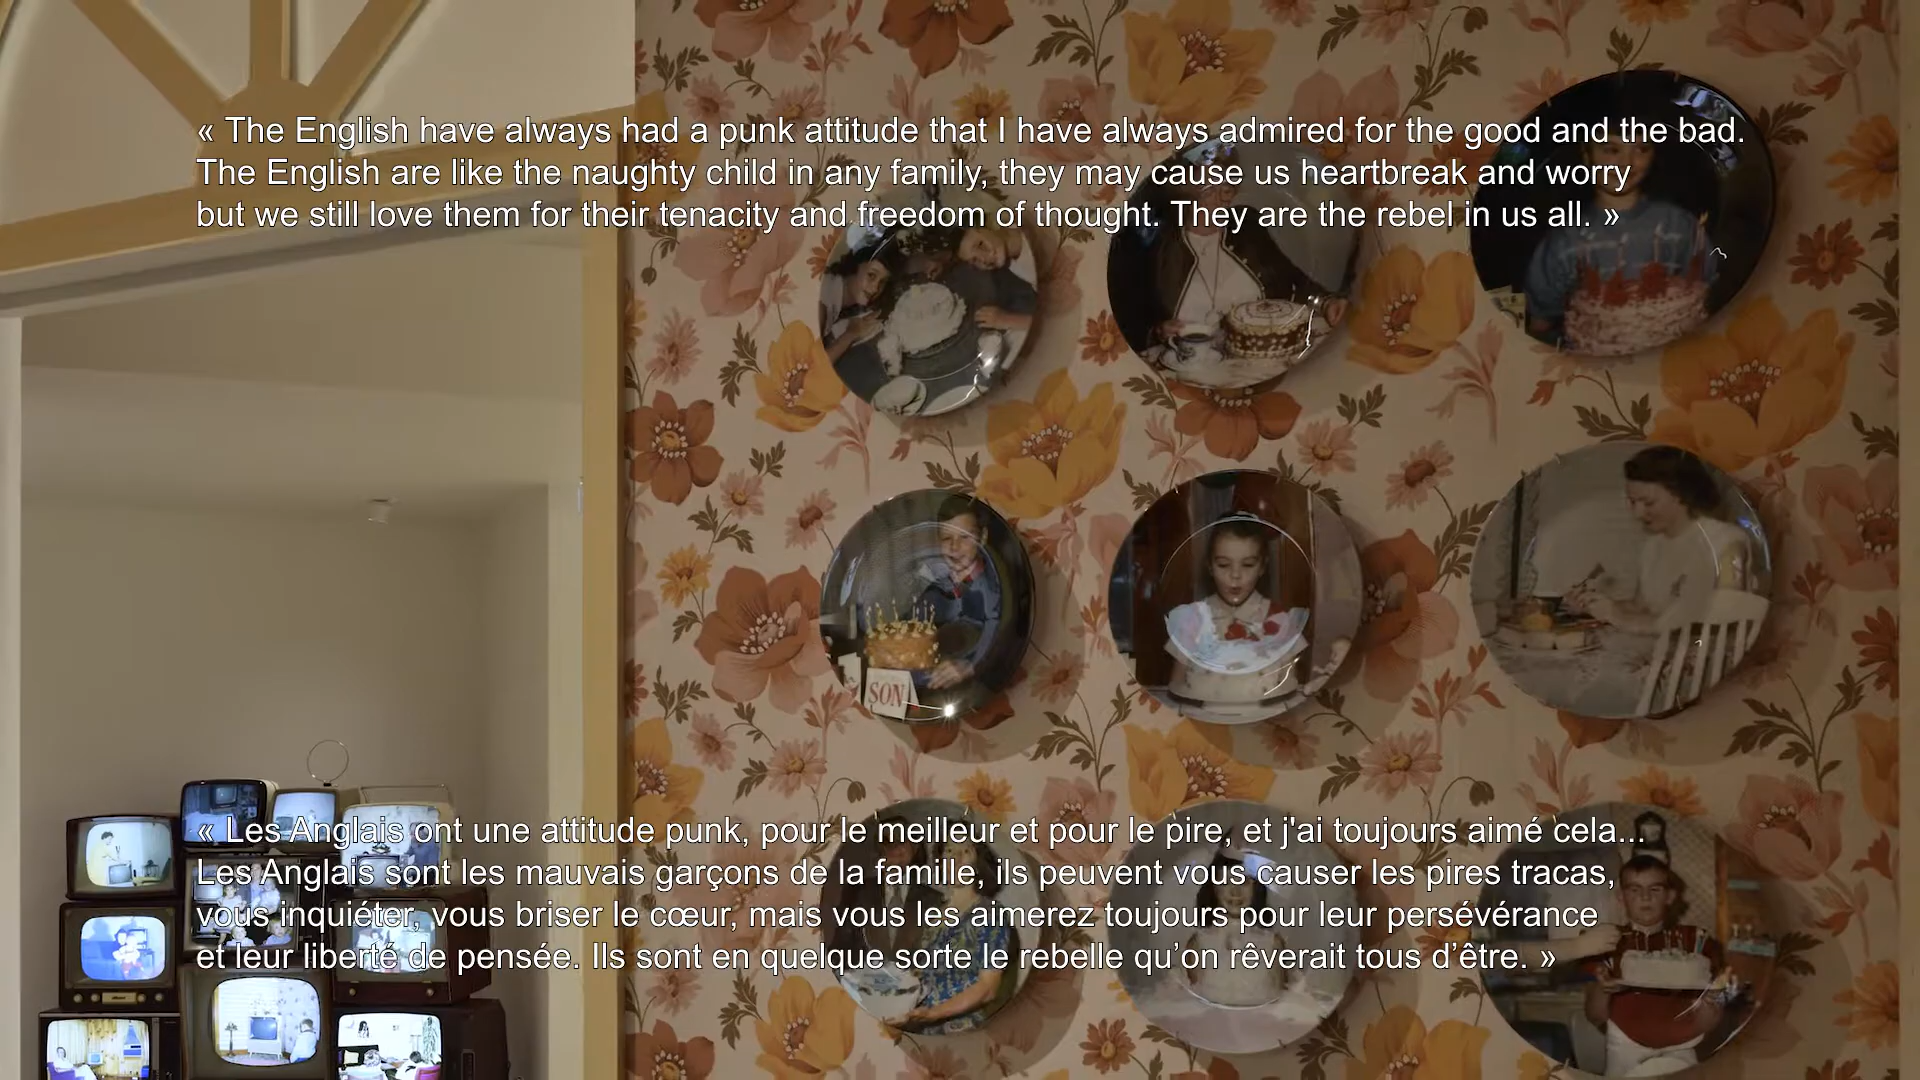 « The English have always had a punk attitude that I have always admired for the good and the bad.
The English are like the naughty child in any family, they may cause us heartbreak and worry
but we still love them for their tenacity and freedom of thought. They are the rebel in us all. »
SON
« Les Anglais ont une attitude punk, pour le meilleur et pour le pire, et j'ai toujours aimé cela...
Les Anglais sont les mauvais garçons de la famille, ils peuvent vous causer les pires tracas,
vous inquiéter, vous briser le cœur, mais vous les aimerez toujours pour leur persévérance
et leur liberté de pensée. Ils sont en quelque sorte le rebelle qu’on rêverait tous d’être. »